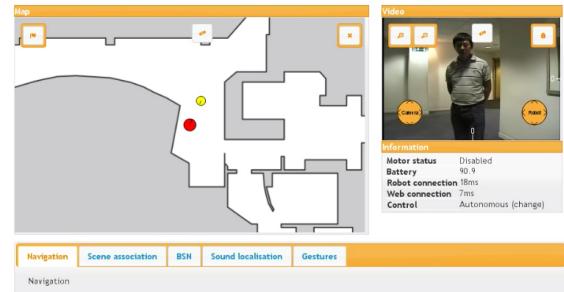 Map
Video
Camera
Robot
0
Information
Motor status Disabled
Battery 90.9
Robot connection 18ms
Web connection 7ms
Control Autonomous (change)
Navigation Scene association BSN Sound localisation Gestures
Navigation